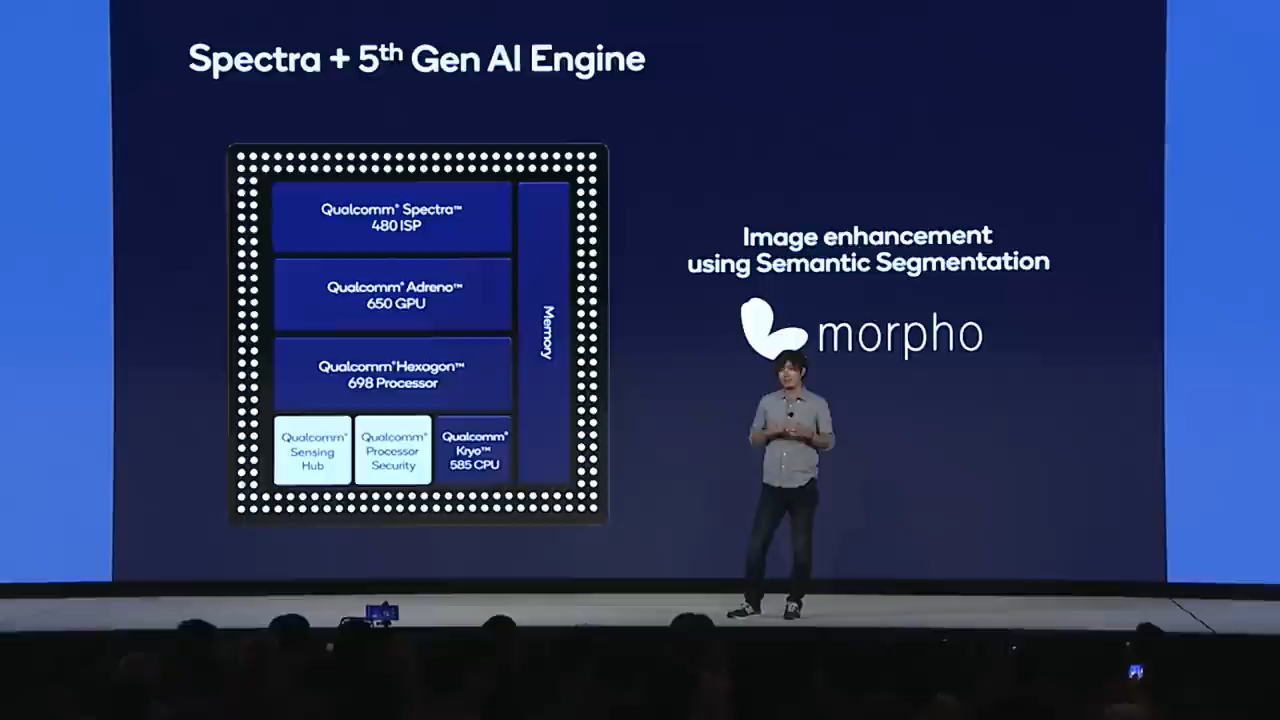 Spectra + 5th Gen AI Engine
Qualcomm® Spectra™
480 ISP
Qualcomm® Adreno™
650 GPU
Qualcomm® Hexagon™
698 Processor
Qualcomm®
Sensing
Hub
Qualcomm®
Processor
Security
Qualcomm®
Kryo™
585 CPU
Memory
Image enhancement
using Semantic Segmentation
morpho